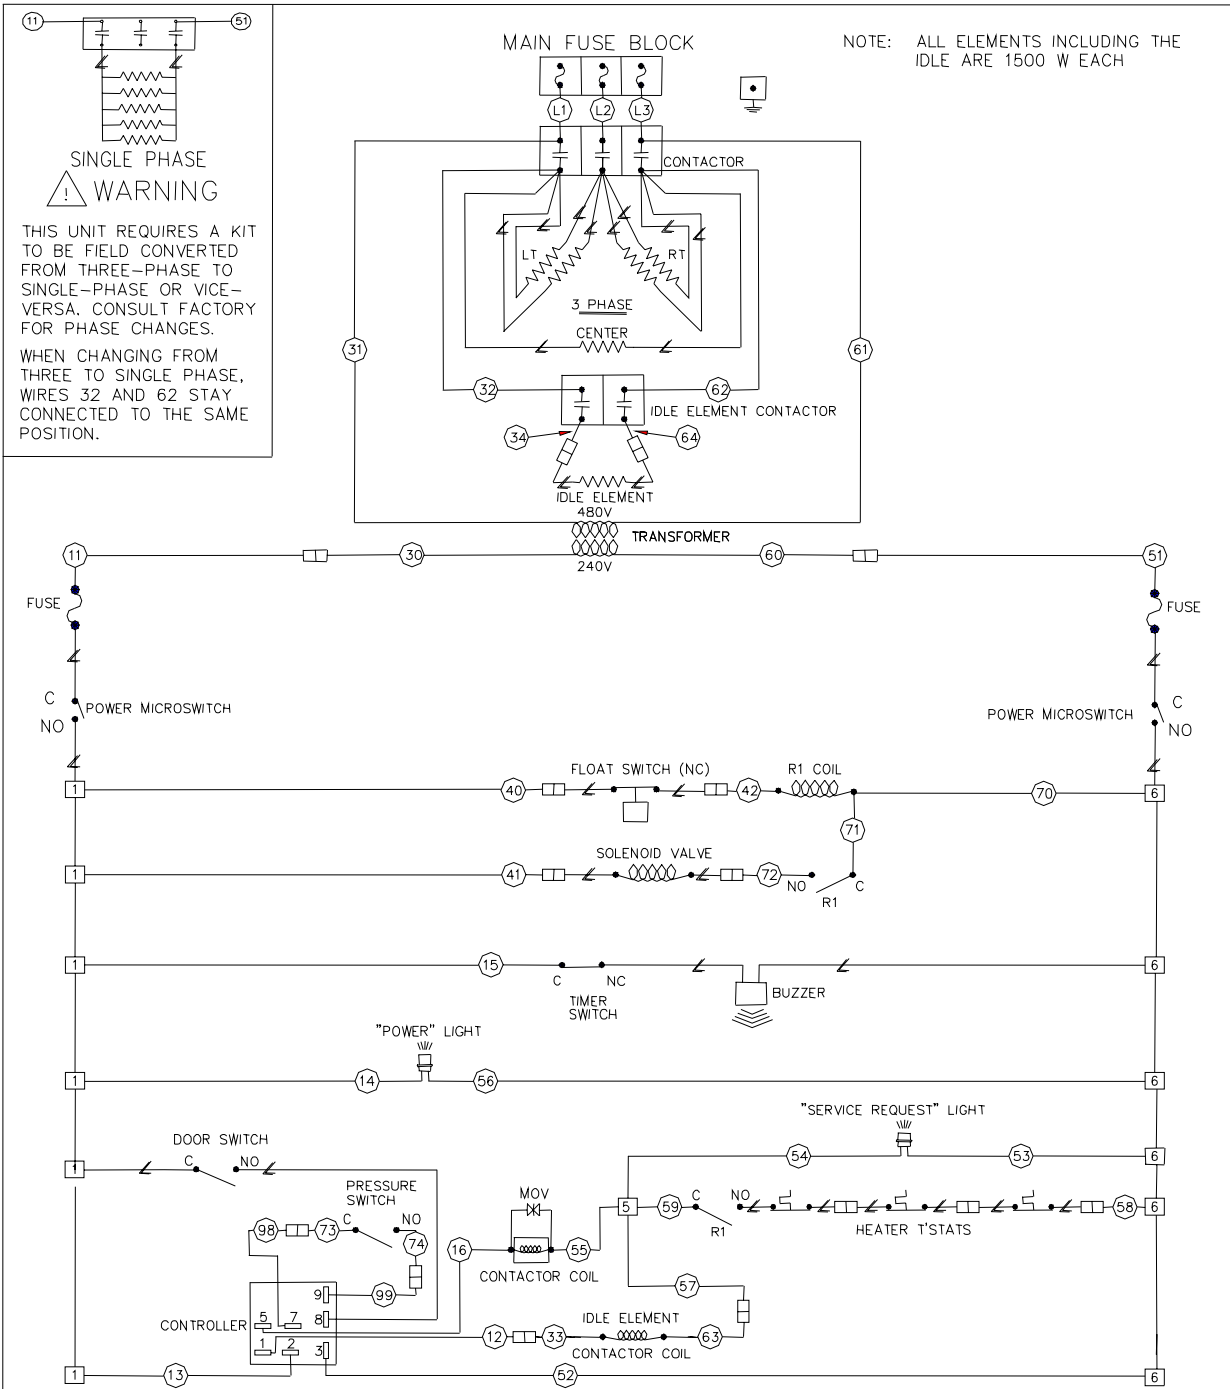 11
51
SINGLE PHASE
! WARNING
THIS UNIT REQUIRES A KIT
TO BE FIELD CONVERTED
FROM THREE-PHASE TO
SINGLE-PHASE OR VICE-
VERSA. CONSULT FACTORY
FOR PHASE CHANGES.
WHEN CHANGING FROM
THREE TO SINGLE PHASE,
WIRES 32 AND 62 STAY
CONNECTED TO THE SAME
POSITION.
MAIN FUSE BLOCK
NOTE: ALL ELEMENTS INCLUDING THE
IDLE ARE 1500 W EACH
L1
L2
L3
CONTACTOR
LT
RT
3 PHASE
CENTER
31
61
32
62
IDLE ELEMENT CONTACTOR
34
64
IDLE ELEMENT
480V
TRANSFORMER
240V
11
30
60
51
FUSE
FUSE
C
NO
POWER MICROSWITCH
POWER MICROSWITCH
C
NO
FLOAT SWITCH (NC)
R1 COIL
1
40
42
70
6
71
SOLENOID VALVE
1
41
72
NO
C
R1
1
15
C
NC
TIMER
SWITCH
BUZZER
6
"POWER" LIGHT
1
14
56
6
"SERVICE REQUEST" LIGHT
54
53
6
DOOR SWITCH
1
C
NO
PRESSURE
SWITCH
98
73
C
NO
74
99
MOV
16
55
CONTACTOR COIL
5
59
C
NO
R1
HEATER T'STATS
58
6
57
CONTROLLER
9
8
5
7
1
2
3
12
33
IDLE ELEMENT
CONTACTOR COIL
63
1
13
52
6